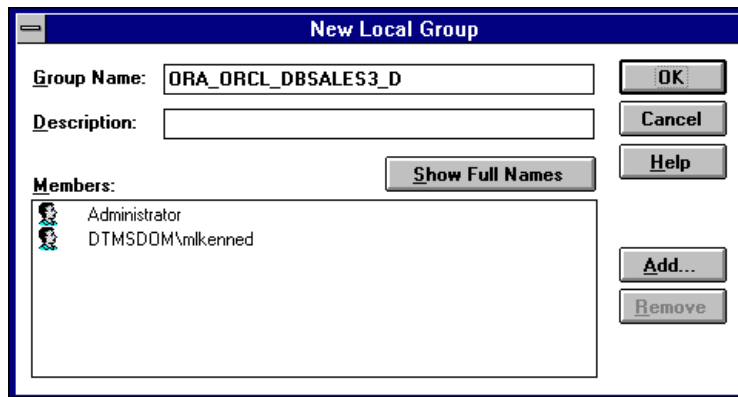 New Local Group
Group Name: ORA_ORCL_DBSALES3_D
OK
Description:
Cancel
Show Full Names
Help
Members:
Administrator
DTMSDOM\mlkenned
Add...
Remove